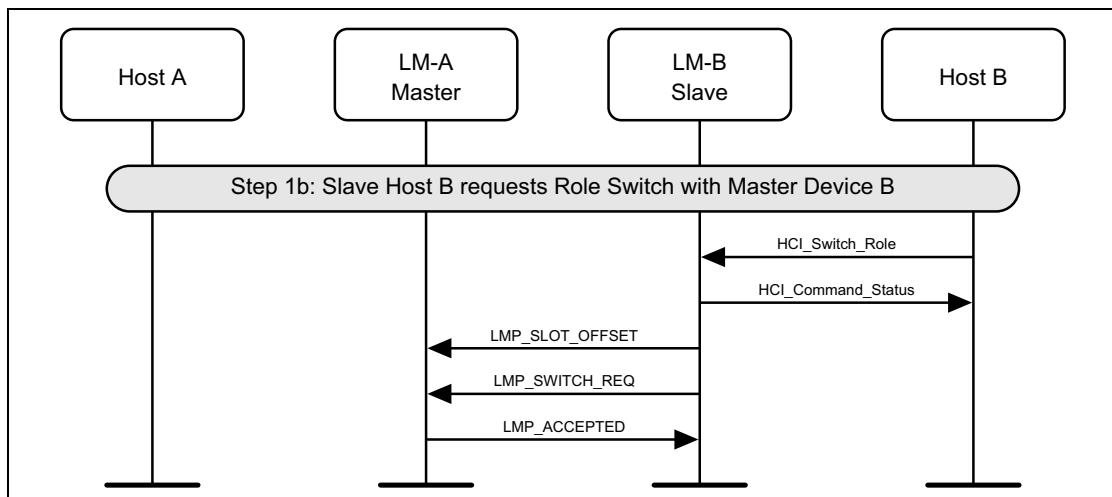 Host A
LM-A
Master
LM-B
Slave
Host B
Step 1b: Slave Host B requests Role Switch with Master Device B
HCI_Switch_Role
HCI_Command_Status
LMP_SLOT_OFFSET
LMP_SWITCH_REQ
LMP_ACCEPTED